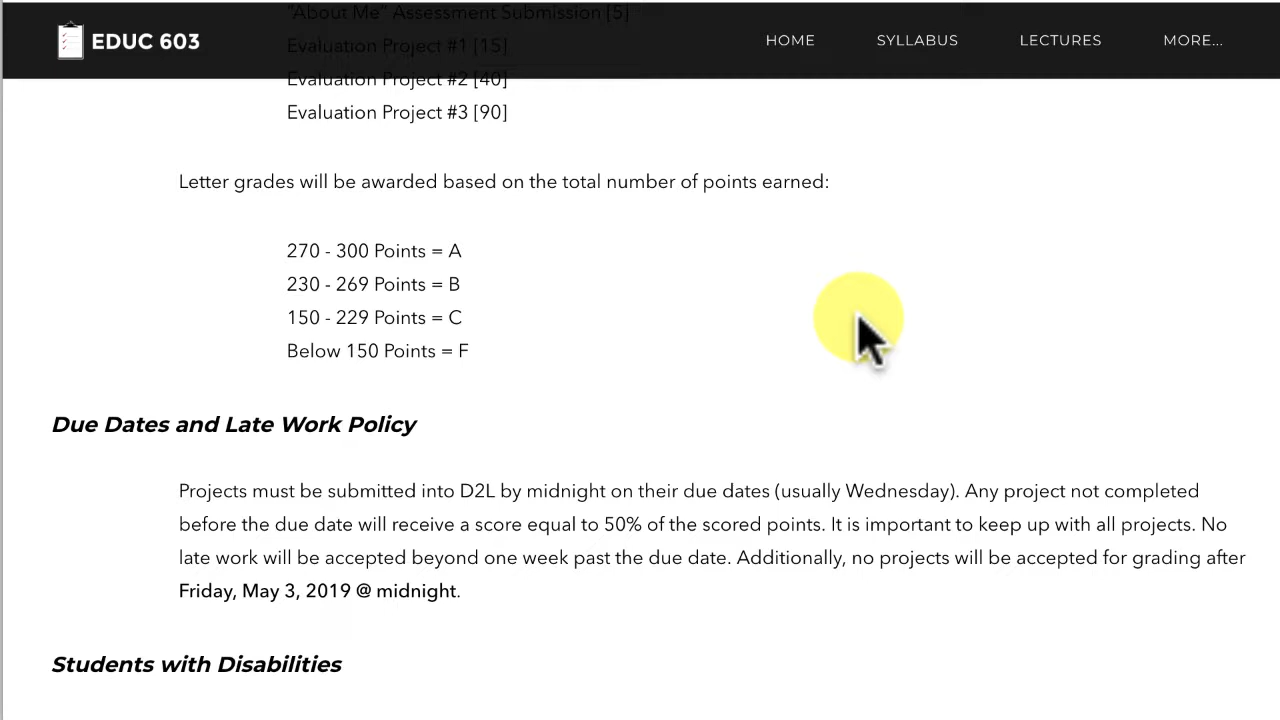 "About Me" Assessment Submission [5]
EDUC 603
HOME
SYLLABUS
LECTURES
MORE...
Evaluation Project #1 [15]
Evaluation Project #2 [40]
Evaluation Project #3 [90]
Letter grades will be awarded based on the total number of points earned:
270 - 300 Points = A
230 - 269 Points = B
150 - 229 Points = C
Below 150 Points = F
Due Dates and Late Work Policy
Projects must be submitted into D2L by midnight on their due dates (usually Wednesday). Any project not completed
before the due date will receive a score equal to 50% of the scored points. It is important to keep up with all projects. No
late work will be accepted beyond one week past the due date. Additionally, no projects will be accepted for grading after
Friday, May 3, 2019 @ midnight.
Students with Disabilities